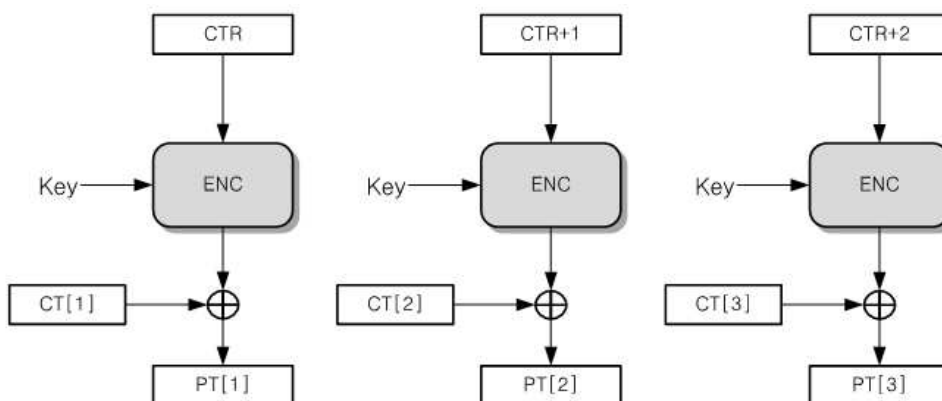 CTR CTR+1 CTR+2
Key ENC Key ENC Key ENC
CT[1] CT[2] CT[3]
PT[1] PT[2] PT[3]